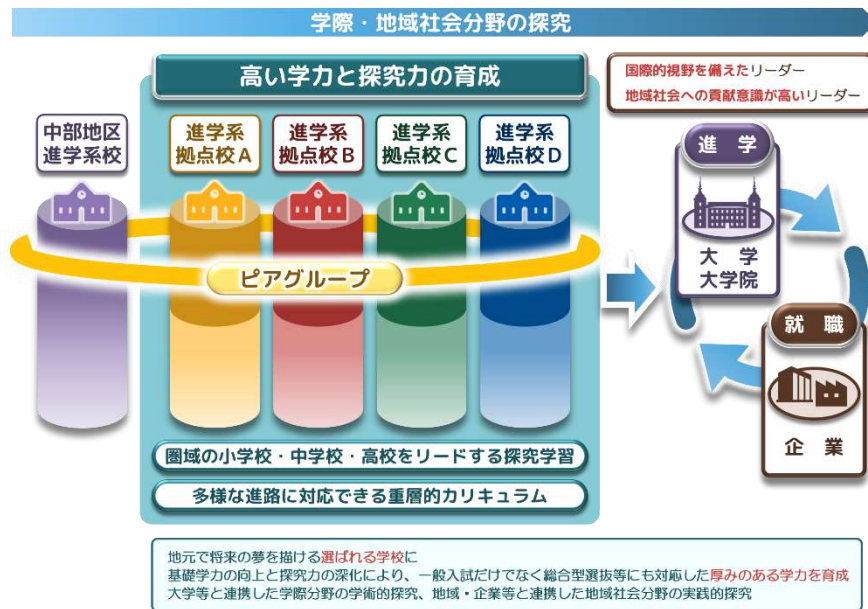 学際・地域社会分野の探究
高い学力と探究力の育成
国際的視野を備えたリーダー
地域社会への貢献意識が高いリーダー
中部地区
進学系校
進学系
拠点校A
進学系
拠点校B
進学系
拠点校C
進学系
拠点校D
ピアグループ
進 学
大 学
大学院
就 職
企 業
圏域の小学校・中学校・高校をリードする探究学習
多様な進路に対応できる重層的カリキュラム
地元で将来の夢を描ける選ばれる学校に
基礎学力の向上と探究力の深化により、一般入試だけでなく総合型選抜等にも対応した厚みのある学力を育成
大学等と連携した学際分野の学術的探究、地域・企業等と連携した地域社会分野の実践的探究